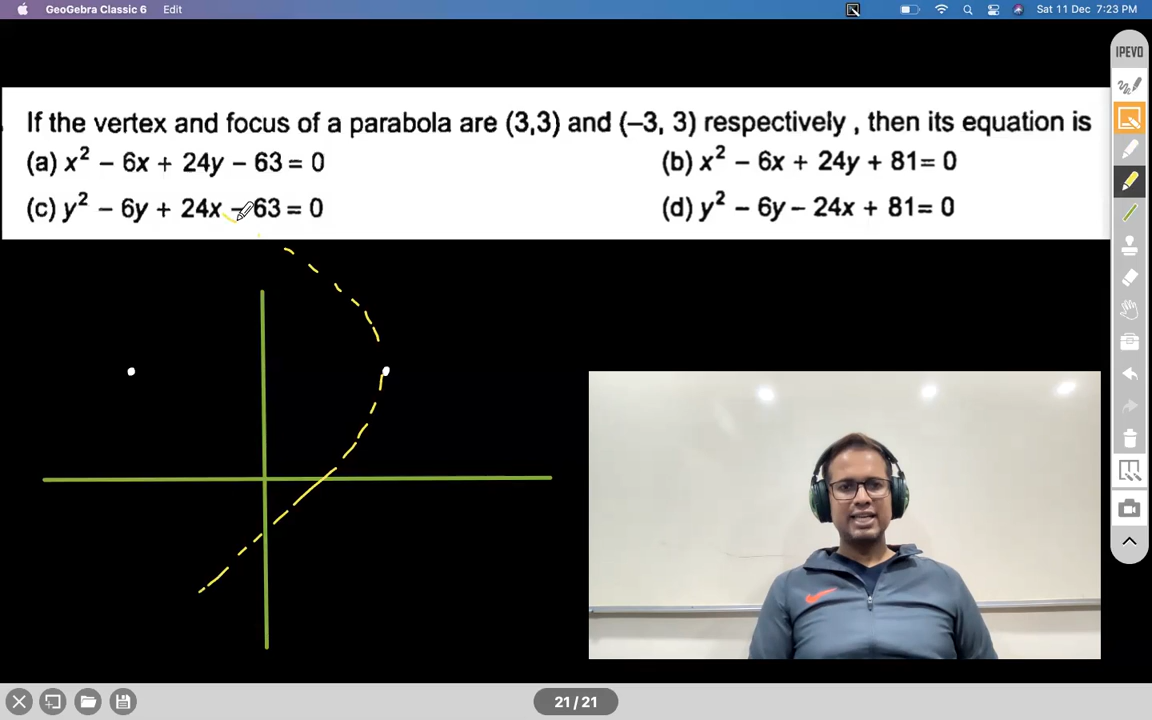 GeoGebra Classic 6 Edit Sat 11 Dec 7:23 PM
IPEVO
If the vertex and focus of a parabola are (3,3) and (–3, 3) respectively , then its equation is
(a) x² – 6x + 24y – 63 = 0 (b) x² – 6x + 24y + 81= 0
(c) y² – 6y + 24x – 63 = 0 (d) y² – 6y – 24x + 81= 0
21 / 21